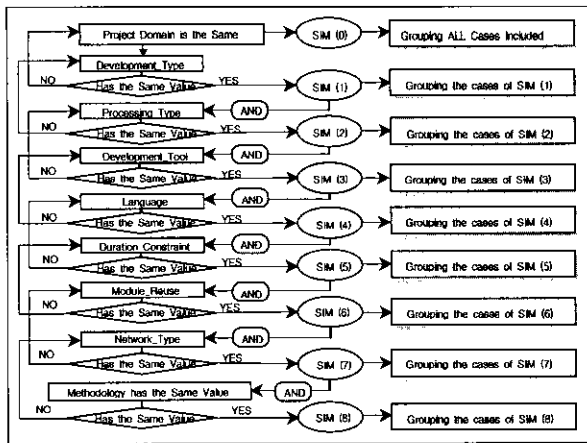 Project Domain is the Same SIM (0) Grouping ALL Cases Included
Development_Type
NO Has the Same Value YES SIM (1) Grouping the cases of SIM (1)
Processing_Type AND
NO Has the Same Value YES SIM (2) Grouping the cases of SIM (2)
Development_Tool AND
NO Has the Same Value YES SIM (3) Grouping the cases of SIM (3)
Language AND
NO Has the Same Value YES SIM (4) Grouping the cases of SIM (4)
Duration Constraint AND
NO Has the Same Value YES SIM (5) Grouping the cases of SIM (5)
Module_Reuse AND
NO Has the Same Value YES SIM (6) Grouping the cases of SIM (6)
Network_Type AND
NO Has the Same Value YES SIM (7) Grouping the cases of SIM (7)
Methodology has the Same Value AND
NO Has the Same Value YES SIM (8) Grouping the cases of SIM (8)